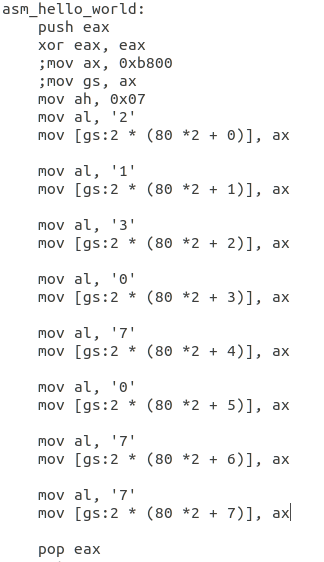 asm_hello_world:
    push eax
    xor eax, eax
    ;mov ax, 0xb800
    ;mov gs, ax
    mov ah, 0x07
    mov al, '2'
    mov [gs:2 * (80 *2 + 0)], ax

    mov al, '1'
    mov [gs:2 * (80 *2 + 1)], ax

    mov al, '3'
    mov [gs:2 * (80 *2 + 2)], ax

    mov al, '0'
    mov [gs:2 * (80 *2 + 3)], ax

    mov al, '7'
    mov [gs:2 * (80 *2 + 4)], ax

    mov al, '0'
    mov [gs:2 * (80 *2 + 5)], ax

    mov al, '7'
    mov [gs:2 * (80 *2 + 6)], ax

    mov al, '7'
    mov [gs:2 * (80 *2 + 7)], ax

    pop eax